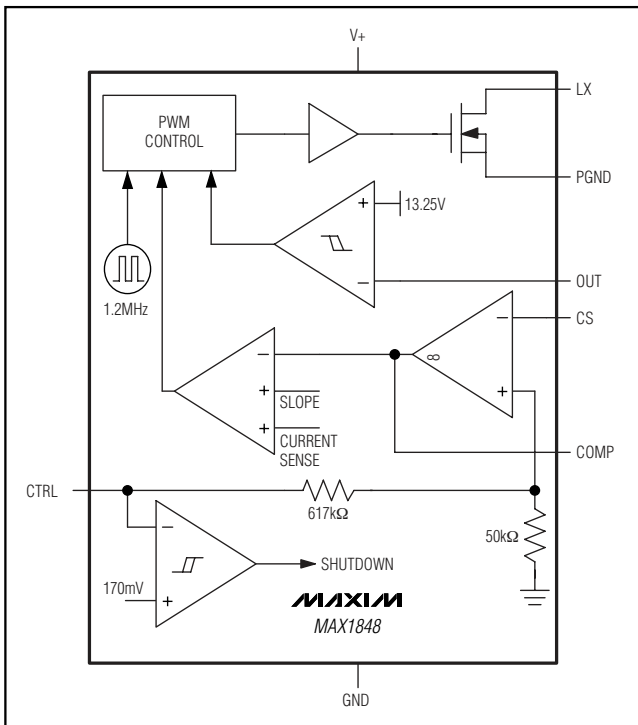 V+
LX
PWM
CONTROL
PGND
+
13.25V
−
OUT
1.2MHz
CS
−
−
∞
+
SLOPE
+
+
CURRENT
SENSE
COMP
CTRL
617kΩ
50kΩ
−
SHUTDOWN
170mV
+
MAXIM
MAX1848
GND